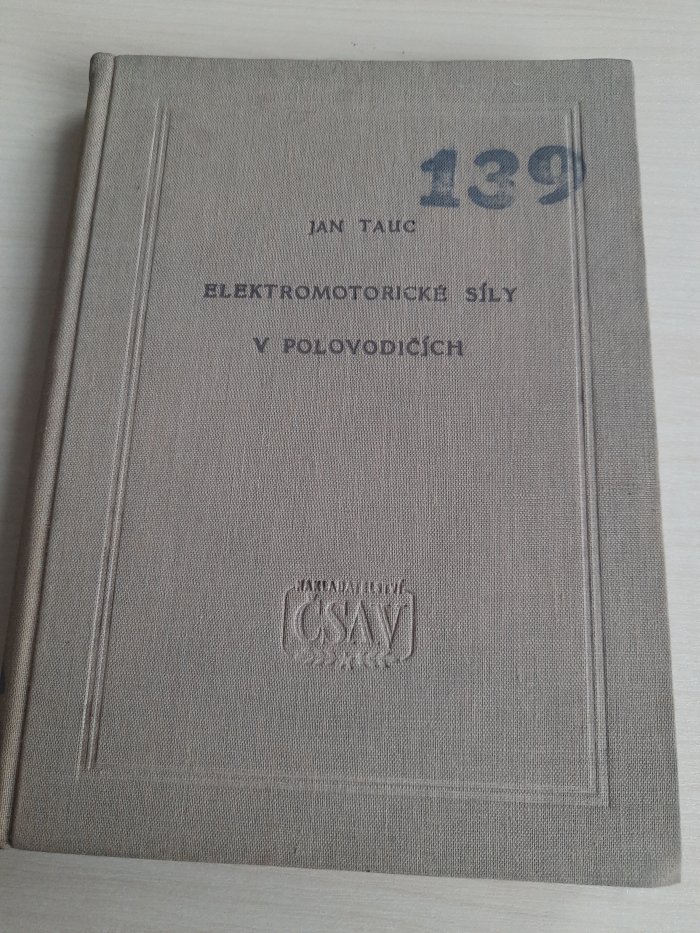 139
JAN TAUC
ELEKTROMOTORICKÉ SÍLY
V POLOVODIČÍCH
NAKLADATELSTVÍ
ČSAV